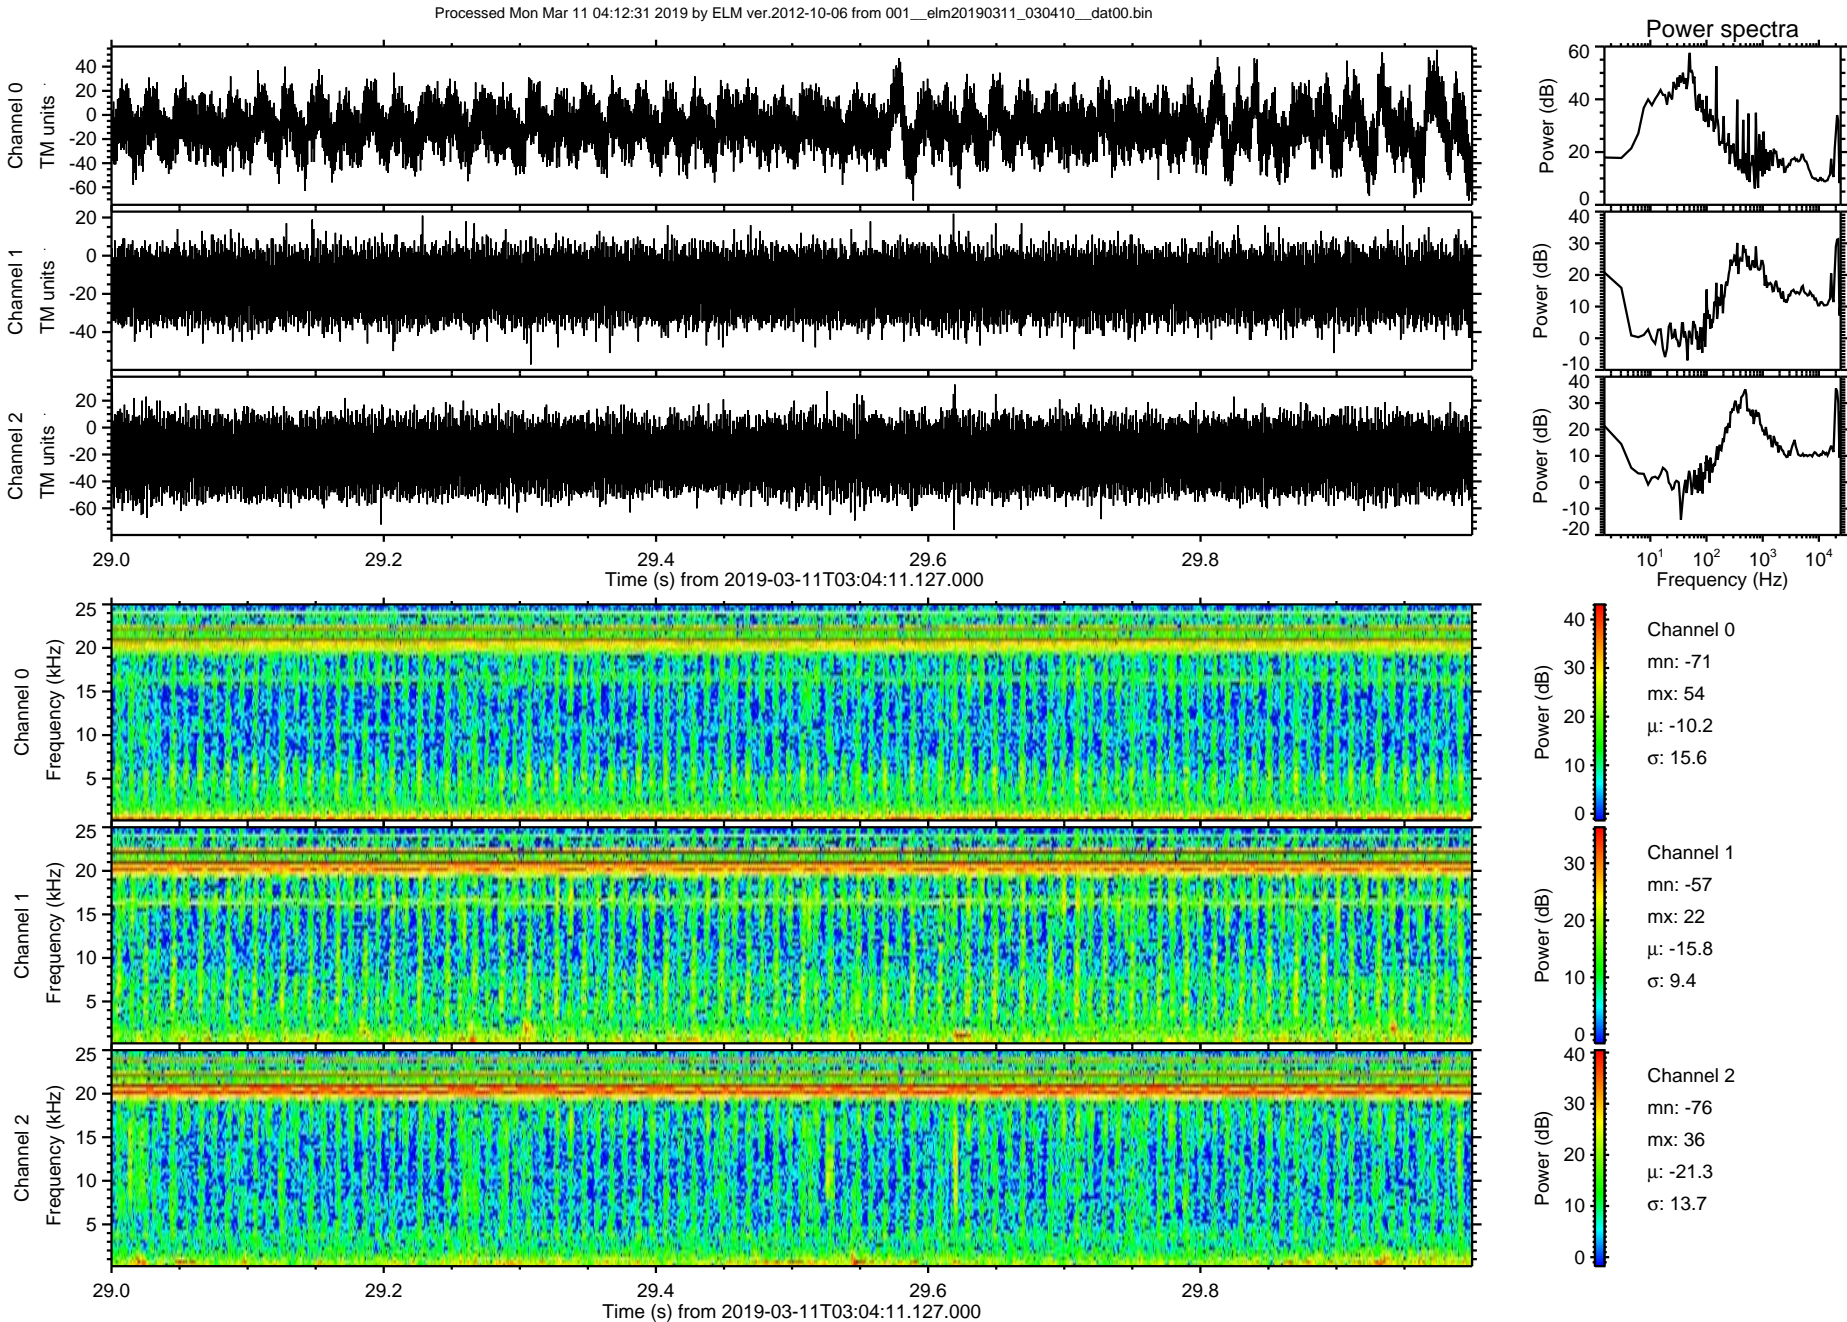 Processed Mon Mar 11 04:12:31 2019 by ELM ver.2012-10-06 from 001__elm20190311_030410__dat00.bin
Power spectra
Channel 0
TM units
40
20
0
-20
-40
-60
Power (dB)
60
40
20
0
Channel 1
TM units
20
0
-20
-40
Power (dB)
40
30
20
10
0
-10
Channel 2
TM units
20
0
-20
-40
-60
Power (dB)
40
30
20
10
0
-10
-20
29.0 29.2 29.4 29.6 29.8
Time (s) from 2019-03-11T03:04:11.127.000
10^1 10^2 10^3 10^4
Frequency (Hz)
Channel 0
Frequency (kHz)
25
20
15
10
5
Power (dB)
40
30
20
10
0
Channel 0
mn: -71
mx: 54
μ: -10.2
σ: 15.6
Channel 1
Frequency (kHz)
25
20
15
10
5
Power (dB)
30
20
10
0
Channel 1
mn: -57
mx: 22
μ: -15.8
σ: 9.4
Channel 2
Frequency (kHz)
25
20
15
10
5
Power (dB)
40
30
20
10
0
Channel 2
mn: -76
mx: 36
μ: -21.3
σ: 13.7
29.0 29.2 29.4 29.6 29.8
Time (s) from 2019-03-11T03:04:11.127.000